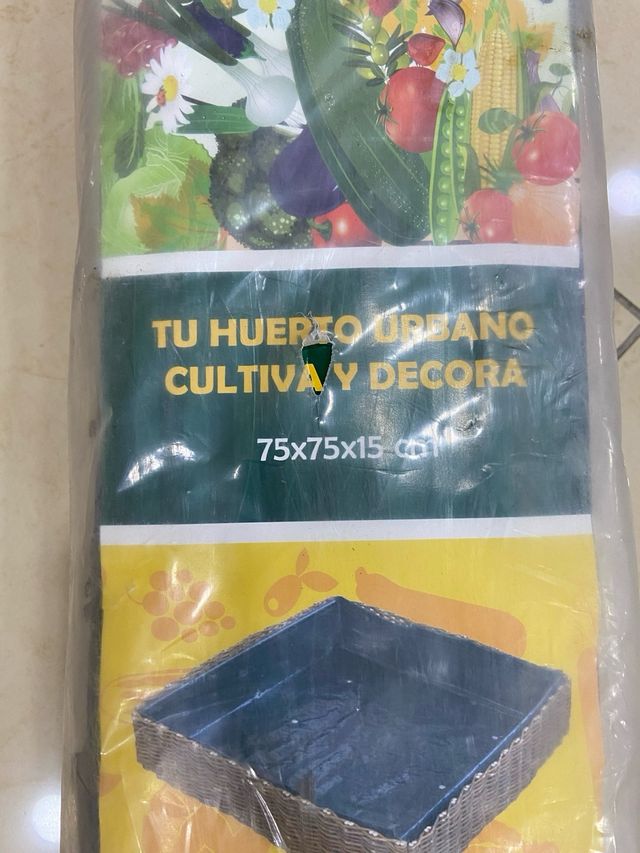 TU HUERTO URBANO
CULTIVA Y DECORA
75x75x15 cm